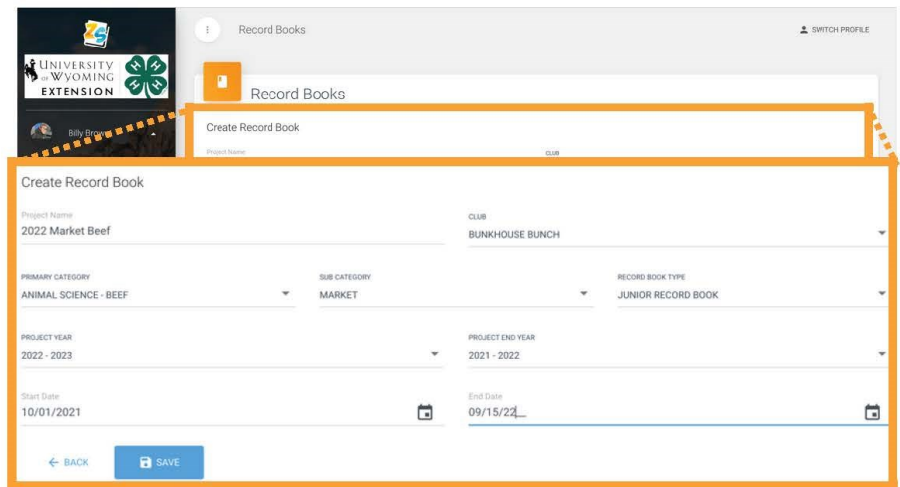 Record Books
SWITCH PROFILE
UNIVERSITY
OF WYOMING
EXTENSION
H H
H H
Record Books
Billy Brown
Create Record Book
Project Name
CLUB
Create Record Book
Project Name
CLUB
2022 Market Beef
BUNKHOUSE BUNCH
PRIMARY CATEGORY
SUB CATEGORY
RECORD BOOK TYPE
ANIMAL SCIENCE - BEEF
MARKET
JUNIOR RECORD BOOK
PROJECT YEAR
PROJECT END YEAR
2022 - 2023
2021 - 2022
Start Date
End Date
10/01/2021
09/15/22__
BACK
SAVE